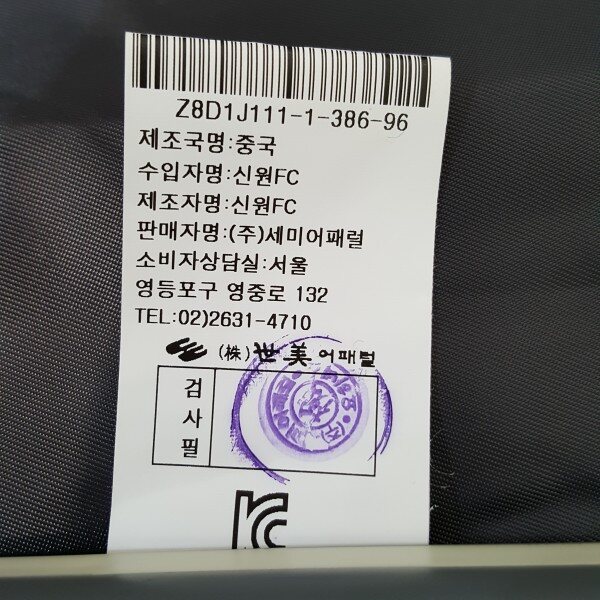 Z8D1J111-1-386-96
제조국명:중국
수입자명:신원FC
제조자명:신원FC
판매자명:(주)세미어패럴
소비자상담실:서울
영등포구 영중로 132
TEL:02)2631-4710
(株)世美어패럴
검사필